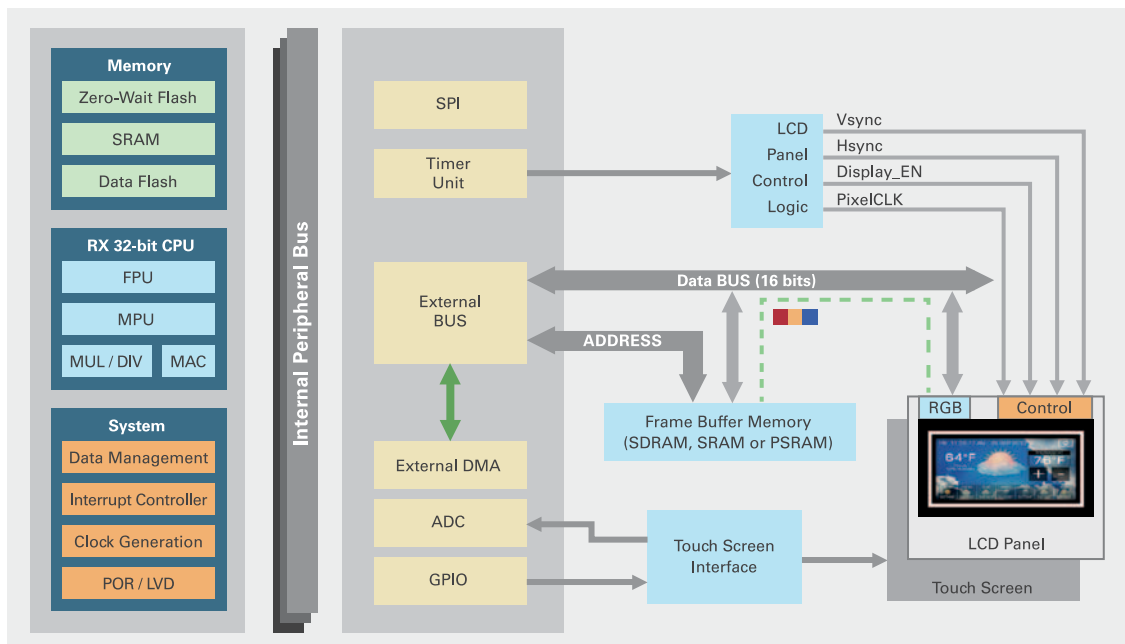 Memory
Zero-Wait Flash
SRAM
Data Flash
RX 32-bit CPU
FPU
MPU
MUL / DIV
MAC
System
Data Management
Interrupt Controller
Clock Generation
POR / LVD
Internal Peripheral Bus
SPI
Timer
Unit
External
BUS
External DMA
ADC
GPIO
LCD
Panel
Control
Logic
Vsync
Hsync
Display_EN
PixelCLK
Data BUS (16 bits)
ADDRESS
Frame Buffer Memory
(SDRAM, SRAM or PSRAM)
Touch Screen
Interface
RGB
Control
64°F
76°F
LCD Panel
Touch Screen